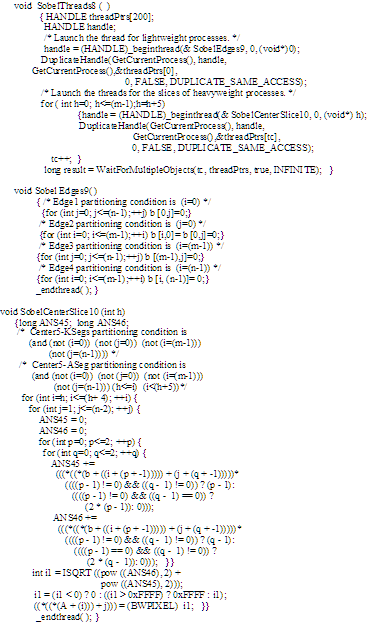 void SobelThreads8 ( )
{ HANDLE threadPtrs[200];
HANDLE handle;
/* Launch the thread for lightweight processes. */
handle = (HANDLE)_beginthread(& SobelEdges9, 0, (void*)0);
DuplicateHandle(GetCurrentProcess(), handle,
GetCurrentProcess(),&threadPtrs[0],
0, FALSE, DUPLICATE_SAME_ACCESS);
/* Launch the threads for the slices of heavyweight processes. */
for ( int h=0; h<=(m-1);h=h+5)
{handle = (HANDLE)_beginthread(& SobelCenterSlice10, 0, (void*) h);
DuplicateHandle(GetCurrentProcess(), handle,
GetCurrentProcess(),&threadPtrs[tc],
0, FALSE, DUPLICATE_SAME_ACCESS);
tc++; }
long result = WaitForMultipleObjects(tc, threadPtrs, true, INFINITE); }
void Sobel Edges9()
{ /* Edge1 partitioning condition is (i=0) */
{for (int j=0; j<=(n-1);++j) b [0,j]=0;}
/* Edge2 partitioning condition is (j=0) */
{for (int i=0; i<=(m-1);++i) b [i,0]= b [0,j]=0;}
/* Edge3 partitioning condition is (i=(m-1)) */
{for (int j=0; j<=(n-1);++j) b [(m-1),j]=0;}
/* Edge4 partitioning condition is (i=(n-1)) */
{for (int i=0; i<=(m-1);++i) b [i, (n-1)]= 0;}
_endthread( ); }
void SobelCenterSlice10 (int h)
{long ANS45; long ANS46;
/* Center5-KSegs partitioning condition is
(and (not (i=0)) (not (j=0)) (not (i=(m-1)))
(not (j=(n-1)))) */
/* Center5-ASeg partitioning condition is
(and (not (i=0)) (not (j=0)) (not (i=(m-1)))
(not (j=(n-1))) (h<=i) (i<(h+5))*/
for (int i=h; i<=(h+ 4); ++i) {
for (int j=1; j<=(n-2); ++j) {
ANS45 = 0;
ANS46 = 0;
for (int p=0; p<=2; ++p) {
for (int q=0; q<=2; ++q) {
ANS45 +=
(((*((*(b + ((i + (p + -1))))) + (j + (q + -1)))))*
((((p - 1) != 0) && ((q - 1) != 0)) ? (p - 1):
((((p - 1) != 0) && ((q - 1) == 0)) ?
(2 * (p - 1)): 0)));
ANS46 +=
(((*((*(b + ((i + (p + -1))))) + (j + (q + -1)))))*
((((p - 1) != 0) && ((q - 1) != 0)) ? (q - 1):
((((p - 1) == 0) && ((q - 1) != 0)) ?
(2 * (q - 1)): 0))); }}
int i1 = ISQRT ((pow ((ANS46), 2) +
pow ((ANS45), 2)));
i1 = (i1 < 0) ? 0 : ((i1 > 0xFFFF) ? 0xFFFF : i1);
((*((*(A + (i))) + j))) = (BWPIXEL) i1; }}
_endthread( ); }